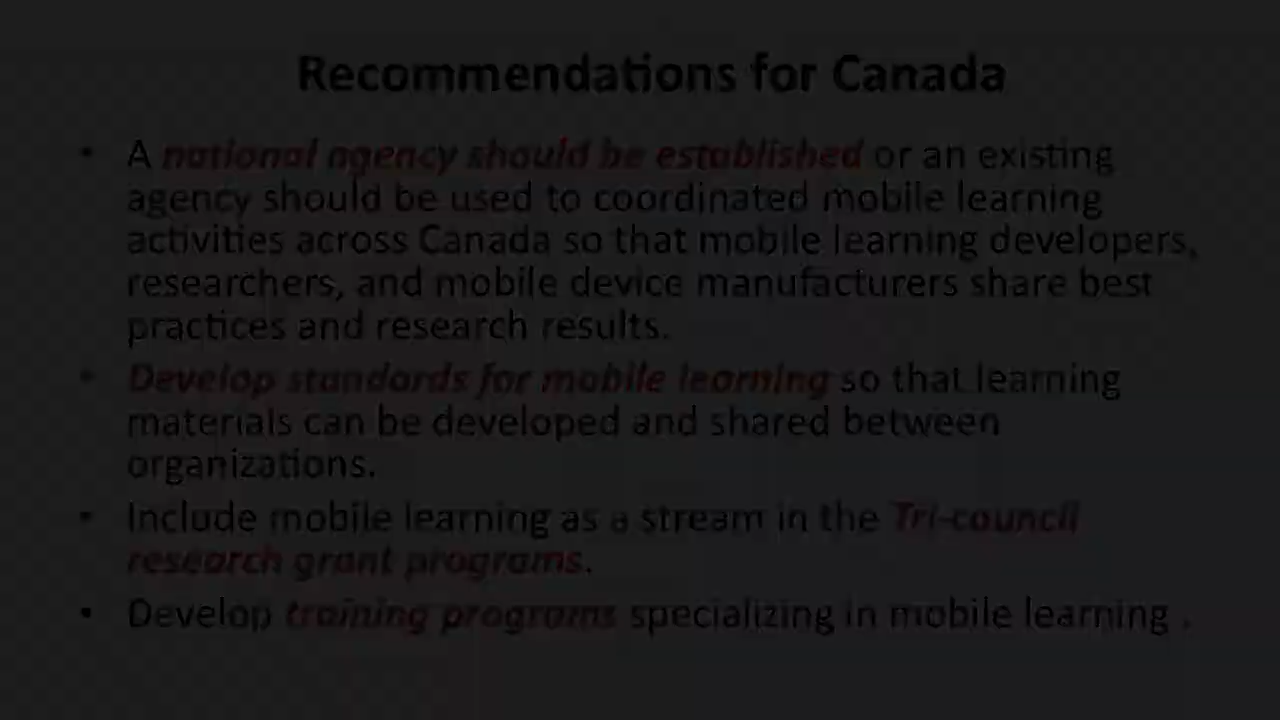 Recommendations for Canada
• A national agency should be established or an existing
agency should be used to coordinated mobile learning
activities across Canada so that mobile learning developers,
researchers, and mobile device manufacturers share best
practices and research results.
• Develop standards for mobile learning so that learning
materials can be developed and shared between
organizations.
• Include mobile learning as a stream in the Tri-council
research grant programs.
• Develop training programs specializing in mobile learning .